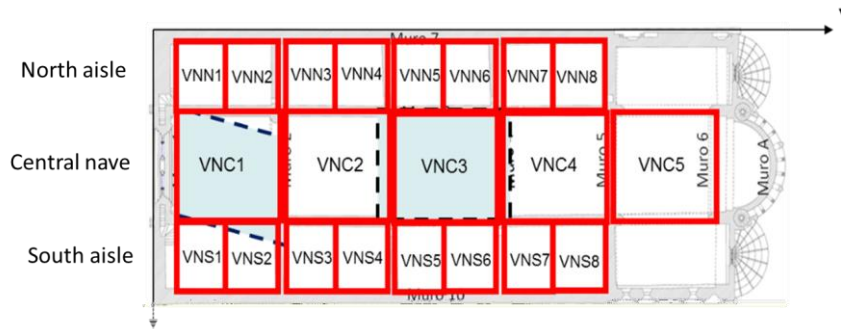 Y
Muro 7
North aisle
VNN1 VNN2 VNN3 VNN4 VNN5 VNN6 VNN7 VNN8
Central nave
VNC1 VNC2 VNC3 VNC4 Muro 5 VNC5 Muro 6 Muro A
South aisle
VNS1 VNS2 VNS3 VNS4 VNS5 VNS6 VNS7 VNS8
Muro 10